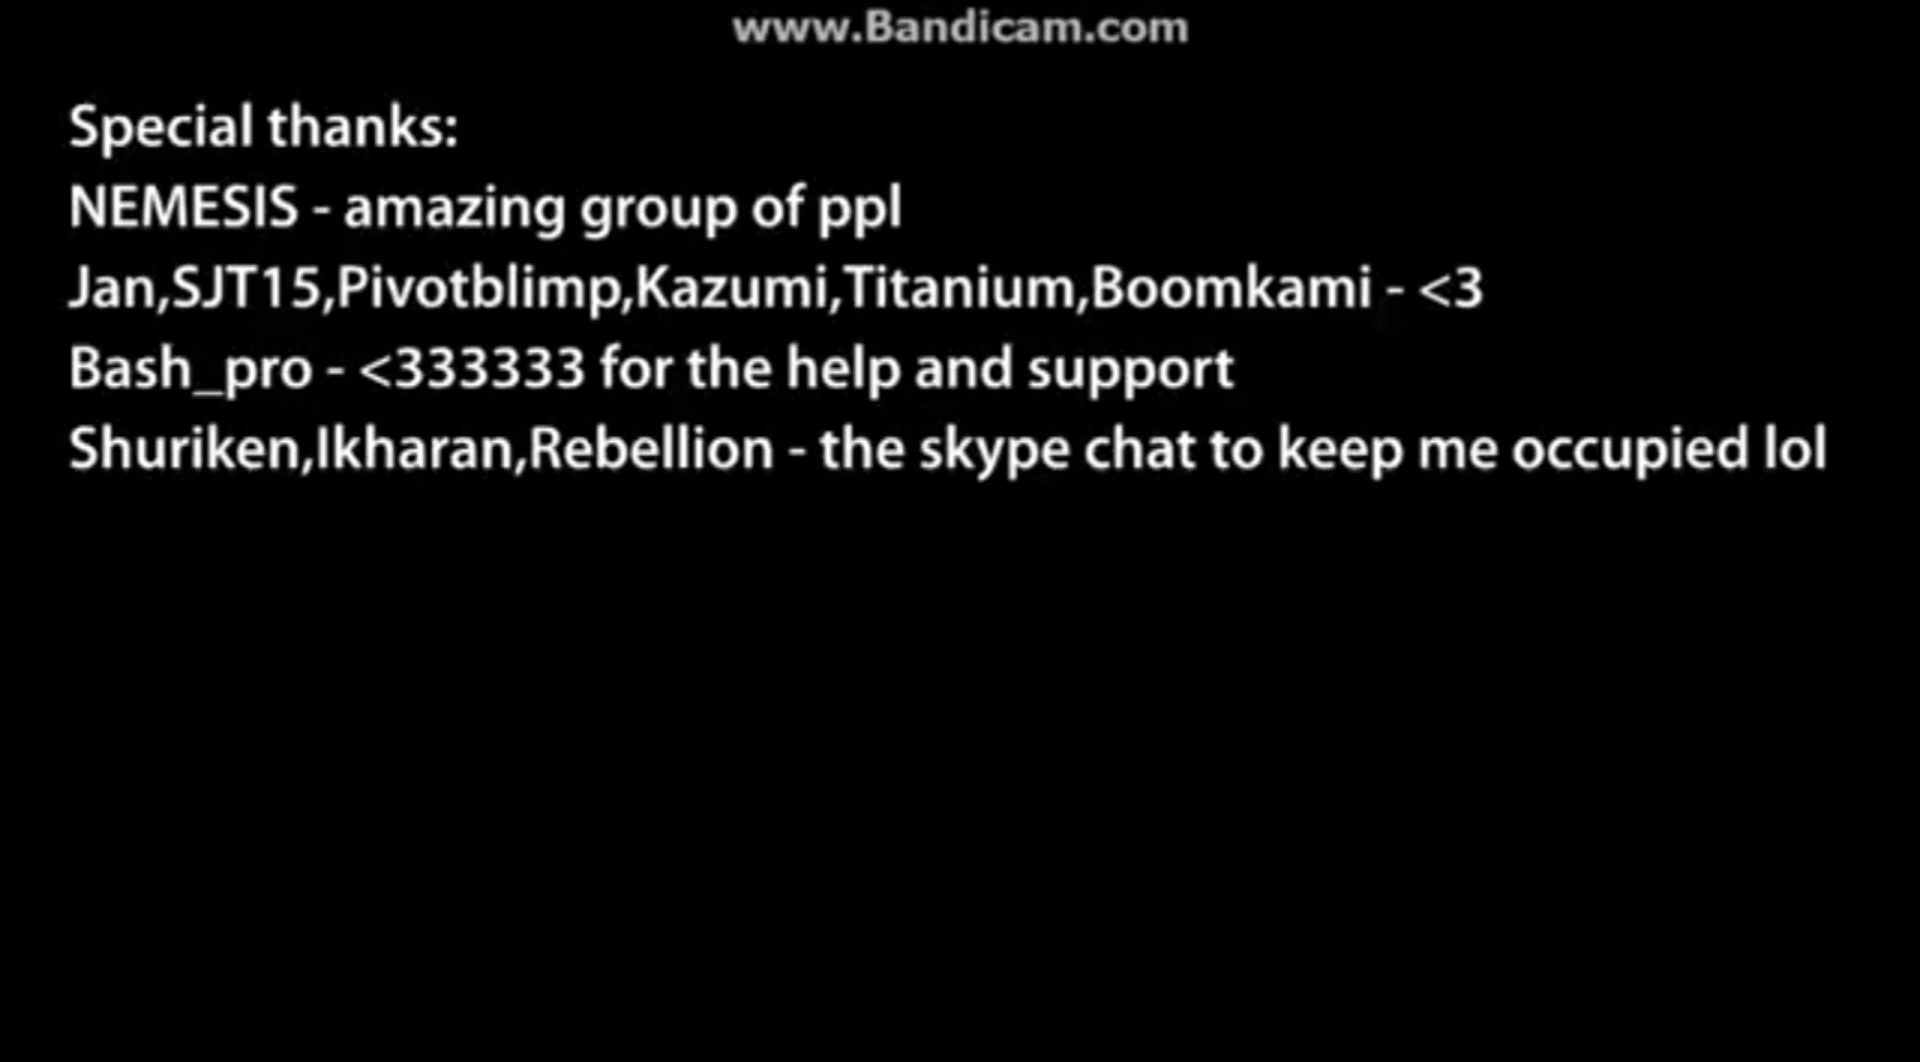 www.Bandicam.com
Special thanks:
NEMESIS - amazing group of ppl
Jan,SJT15,Pivotblimp,Kazumi,Titanium,Boomkami - <3
Bash_pro - <333333 for the help and support
Shuriken,Ikharan,Rebellion - the skype chat to keep me occupied lol